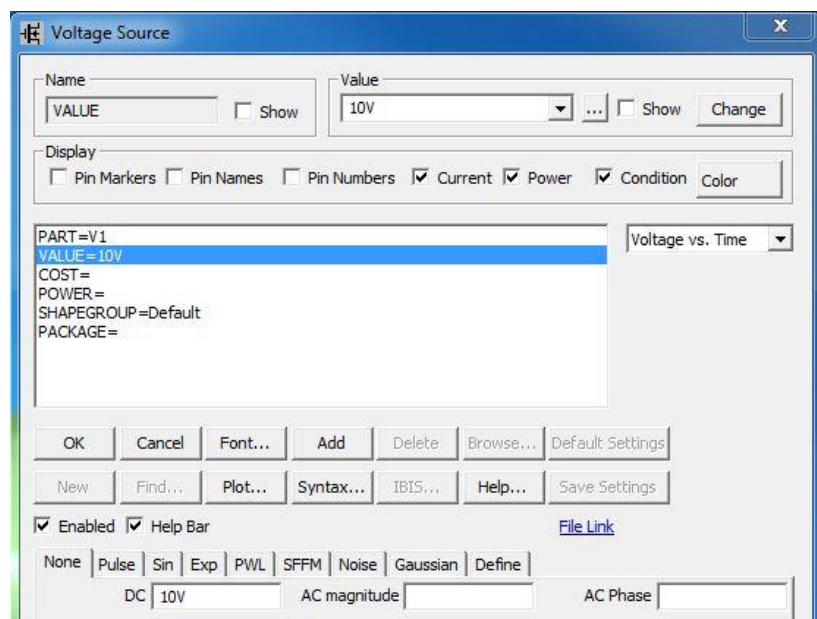 Voltage Source
X
Name
Value
VALUE
Show
10V
...
Show
Change
Display
Pin Markers Pin Names Pin Numbers Current Power Condition Color
PART=V1
Voltage vs. Time
VALUE=10V
COST=
POWER=
SHAPEGROUP=Default
PACKAGE=
OK Cancel Font... Add Delete Browse... Default Settings
New Find... Plot... Syntax... IBIS... Help... Save Settings
Enabled Help Bar File Link
None Pulse Sin Exp PWL SFFM Noise Gaussian Define
DC 10V AC magnitude AC Phase